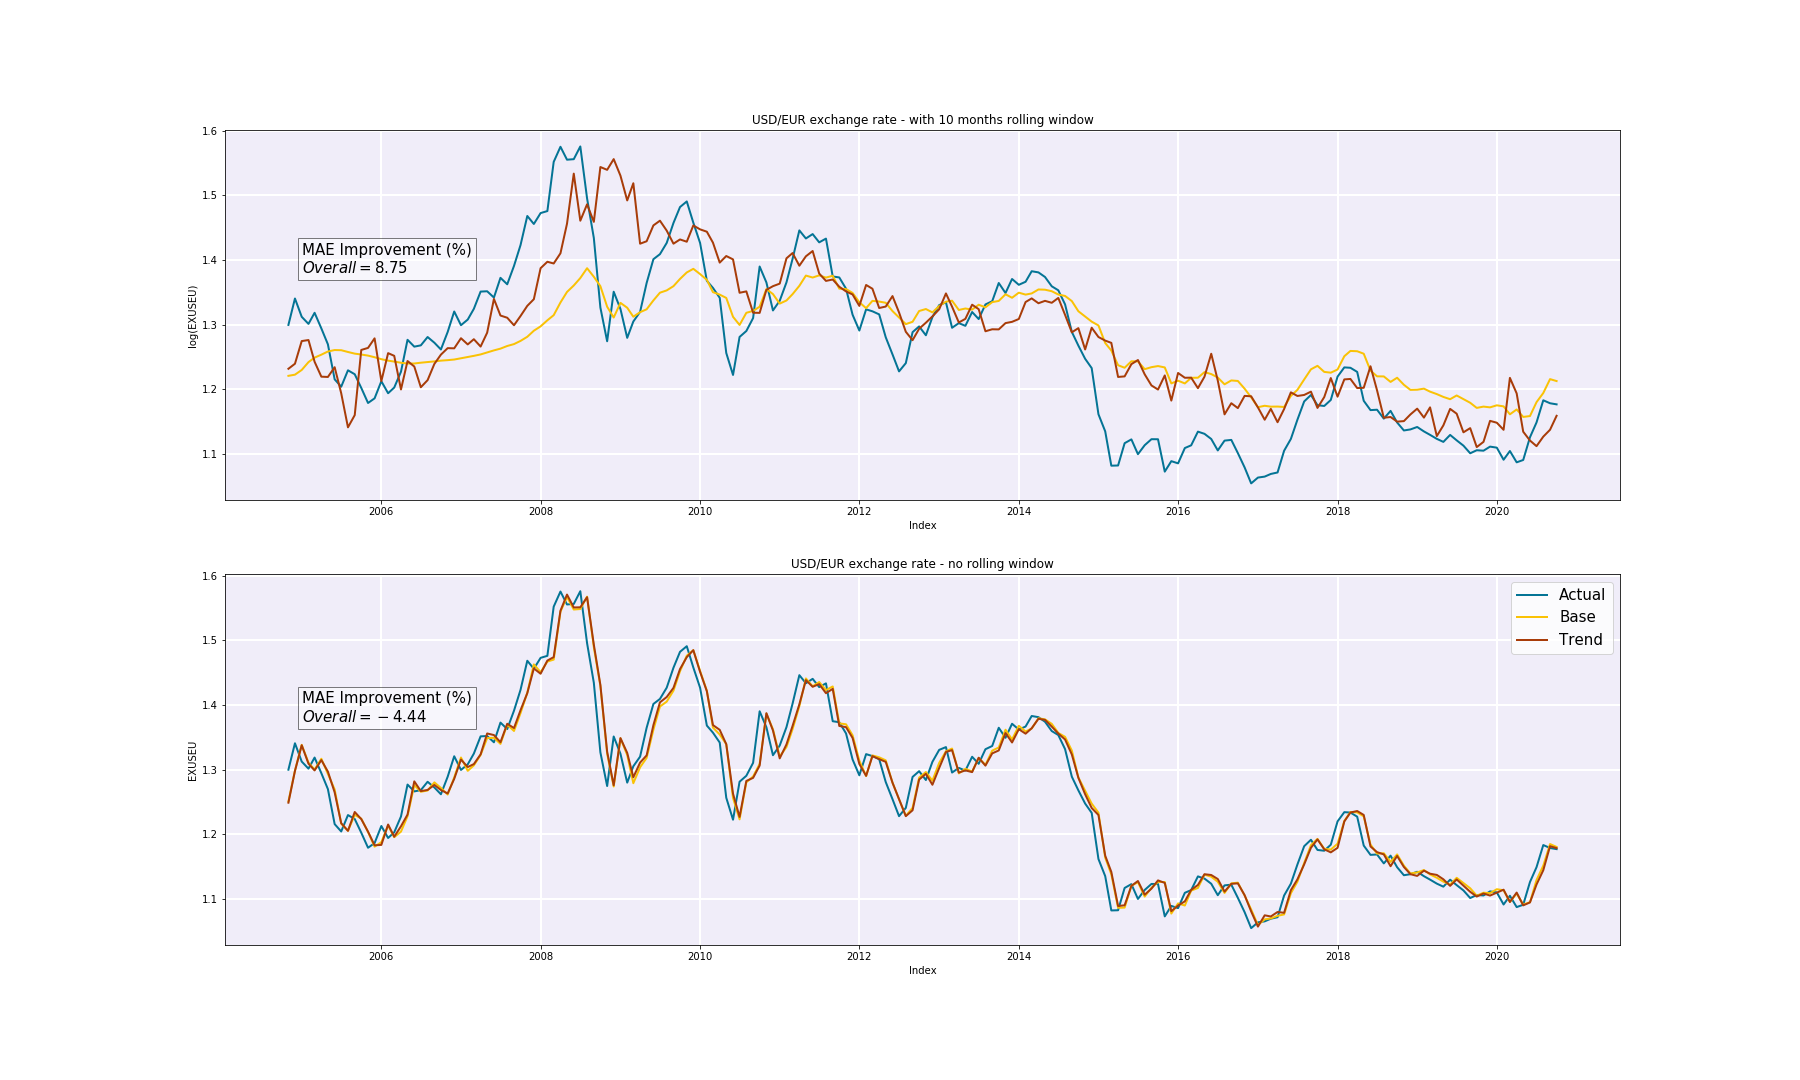 USD/EUR exchange rate - with 10 months rolling window
1.6
1.5
1.4
1.3
1.2
1.1
log(EXUSEU)
MAE Improvement (%)
Overall = 8.75
2006 2008 2010 2012 2014 2016 2018 2020
Index
USD/EUR exchange rate - no rolling window
1.6
1.5
1.4
1.3
1.2
1.1
EXUSEU
MAE Improvement (%)
Overall = − 4.44
Actual
Base
Trend
2006 2008 2010 2012 2014 2016 2018 2020
Index